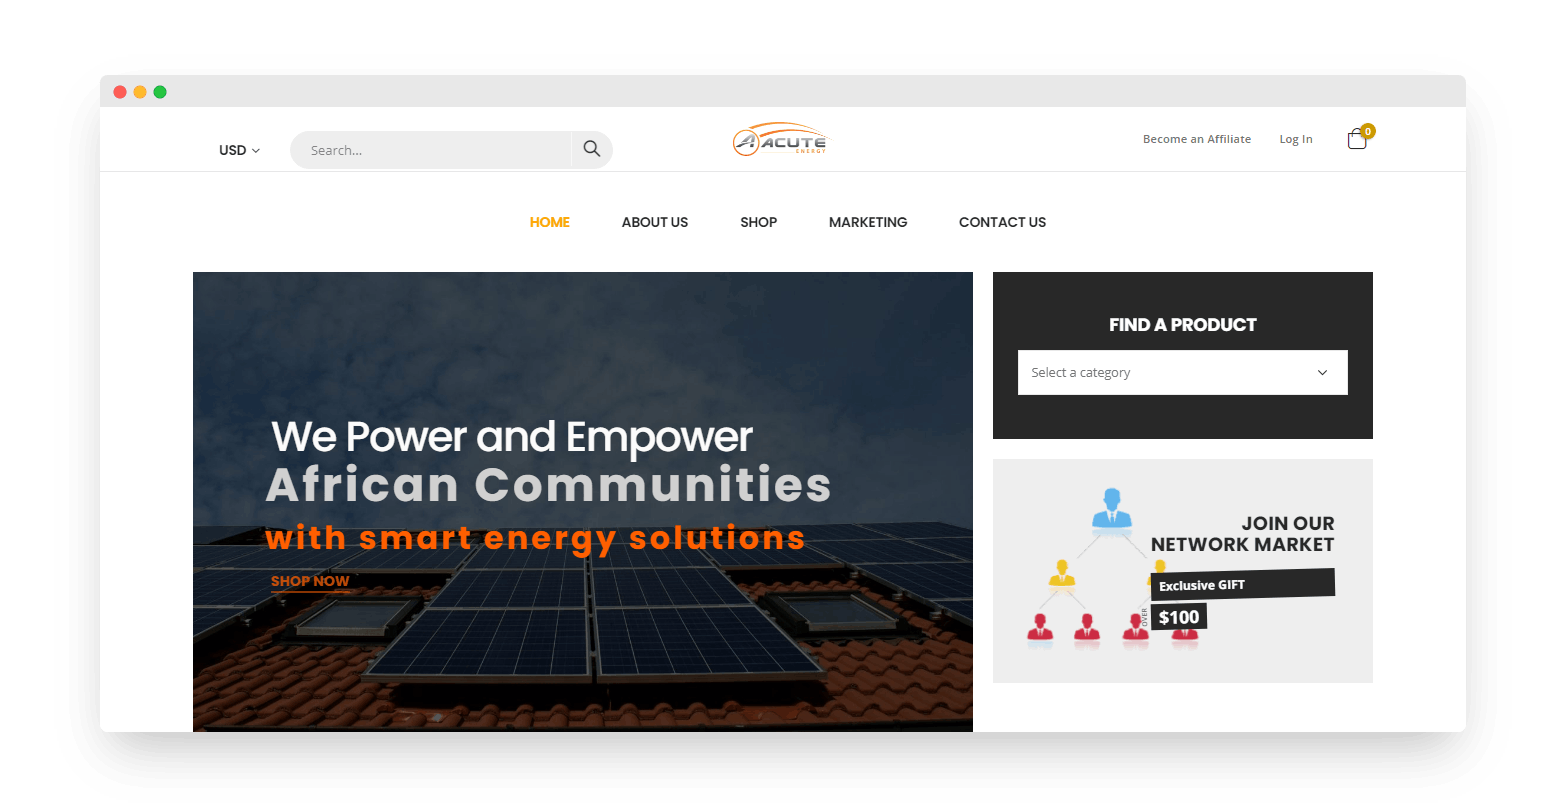 USD
Search...
ACUTE
ENERGY
Become an Affiliate
Log In
0
HOME
ABOUT US
SHOP
MARKETING
CONTACT US
We Power and Empower
African Communities
with smart energy solutions
SHOP NOW
FIND A PRODUCT
Select a category
JOIN OUR
NETWORK MARKET
Exclusive GIFT
OVER
$100